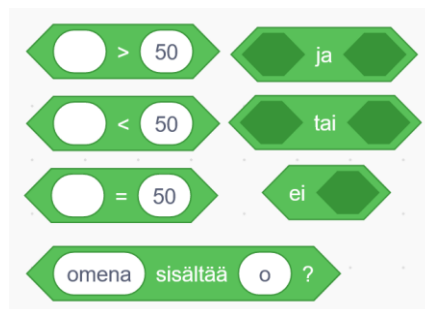 > 50
ja
< 50
tai
= 50
ei
omena sisältää o ?